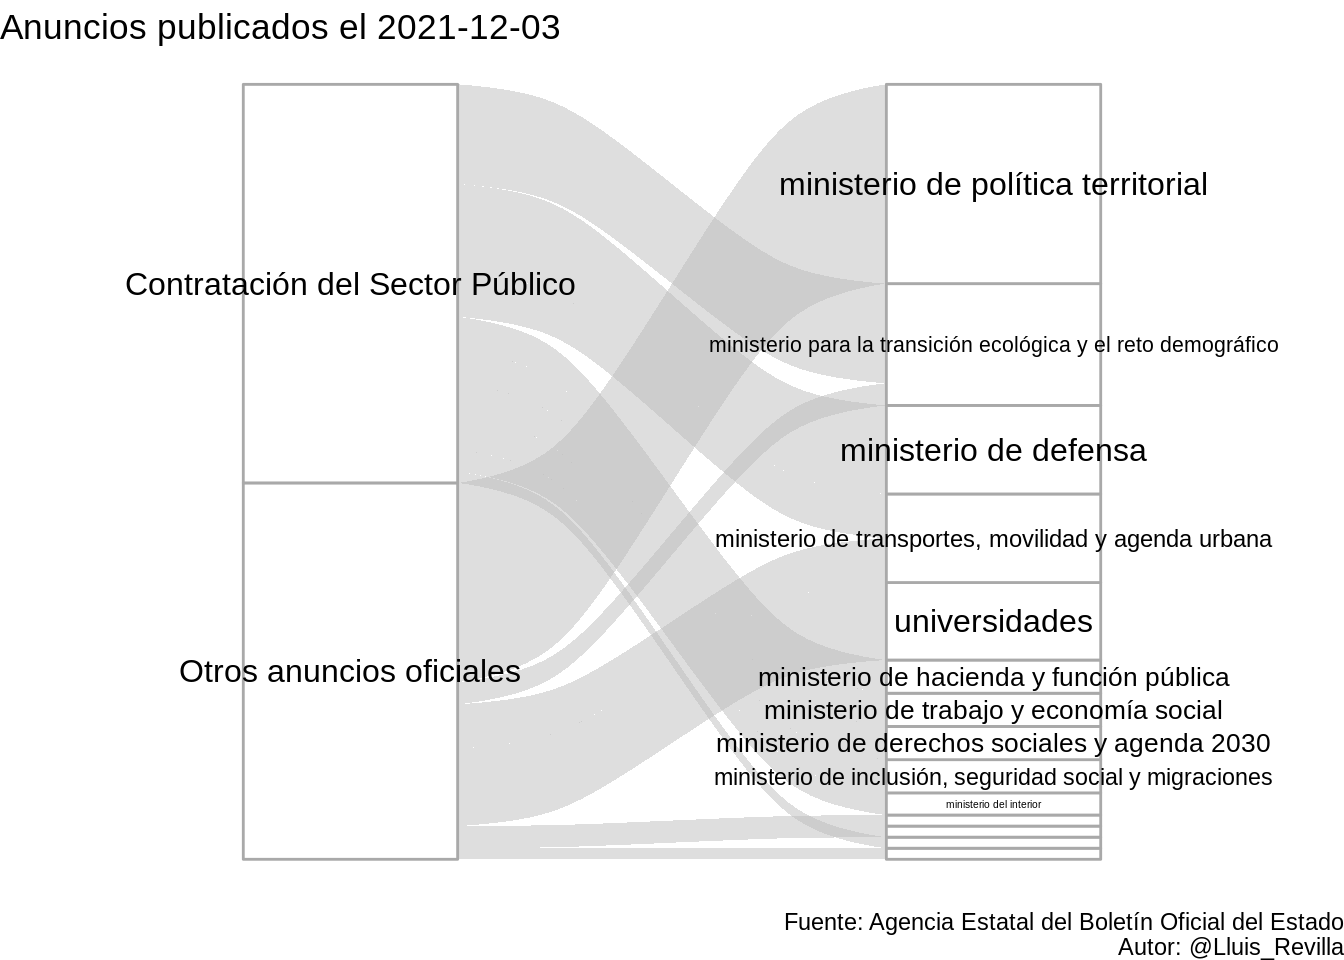 Anuncios publicados el 2021-12-03
Contratación del Sector Público
Otros anuncios oficiales
ministerio de política territorial
ministerio para la transición ecológica y el reto demográfico
ministerio de defensa
ministerio de transportes, movilidad y agenda urbana
universidades
ministerio de hacienda y función pública
ministerio de trabajo y economía social
ministerio de derechos sociales y agenda 2030
ministerio de inclusión, seguridad social y migraciones
ministerio del interior
Fuente: Agencia Estatal del Boletín Oficial del Estado
Autor: @Lluis_Revilla